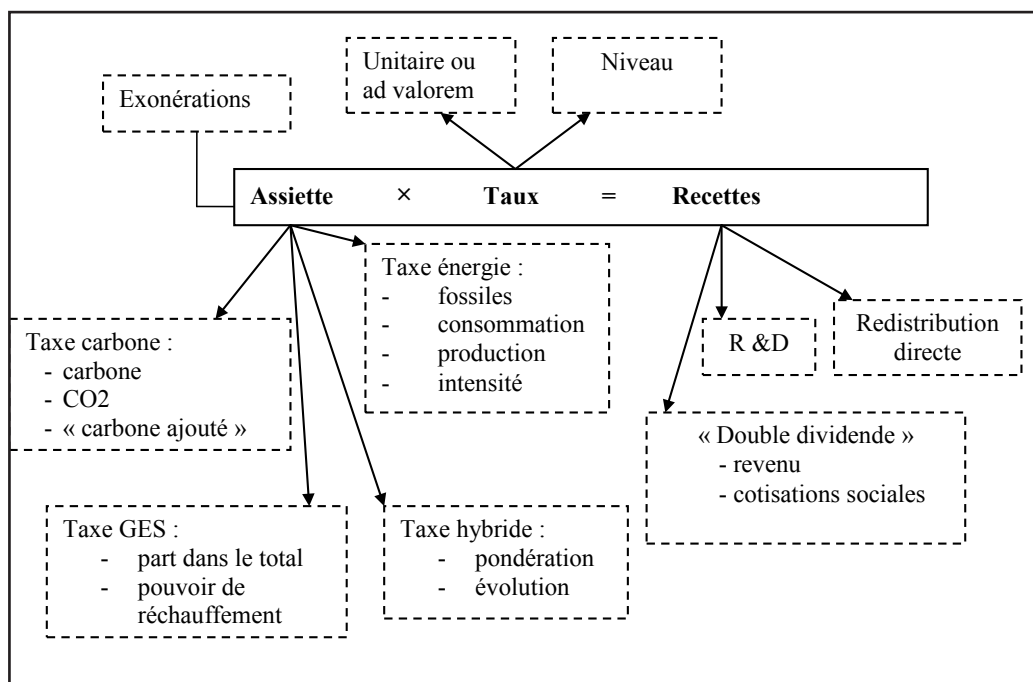 Unitaire ou
ad valorem
Niveau
Exonérations
Assiette × Taux = Recettes
Taxe énergie :
- fossiles
- consommation
- production
- intensité
Taxe carbone :
- carbone
- CO2
- « carbone ajouté »
R &D
Redistribution
directe
« Double dividende »
- revenu
- cotisations sociales
Taxe GES :
- part dans le total
- pouvoir de
réchauffement
Taxe hybride :
- pondération
- évolution